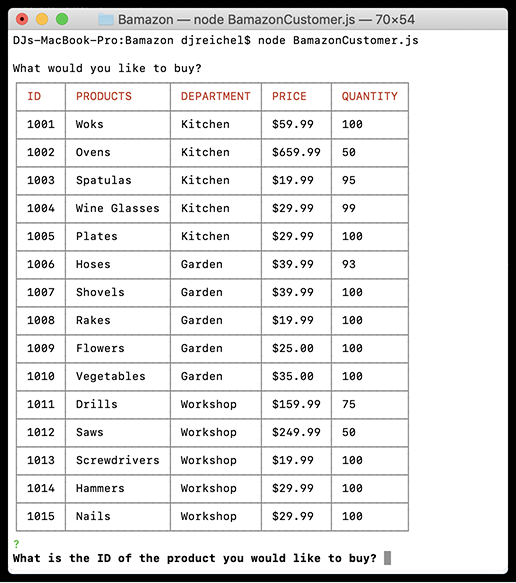 Bamazon — node BamazonCustomer.js — 70×54
DJs-MacBook-Pro:Bamazon djreichel$ node BamazonCustomer.js
What would you like to buy?
ID PRODUCTS DEPARTMENT PRICE QUANTITY
1001 Woks Kitchen $59.99 100
1002 Ovens Kitchen $659.99 50
1003 Spatulas Kitchen $19.99 95
1004 Wine Glasses Kitchen $29.99 99
1005 Plates Kitchen $29.99 100
1006 Hoses Garden $39.99 93
1007 Shovels Garden $39.99 100
1008 Rakes Garden $19.99 100
1009 Flowers Garden $25.00 100
1010 Vegetables Garden $35.00 100
1011 Drills Workshop $159.99 75
1012 Saws Workshop $249.99 50
1013 Screwdrivers Workshop $19.99 100
1014 Hammers Workshop $29.99 100
1015 Nails Workshop $29.99 100
?
What is the ID of the product you would like to buy?